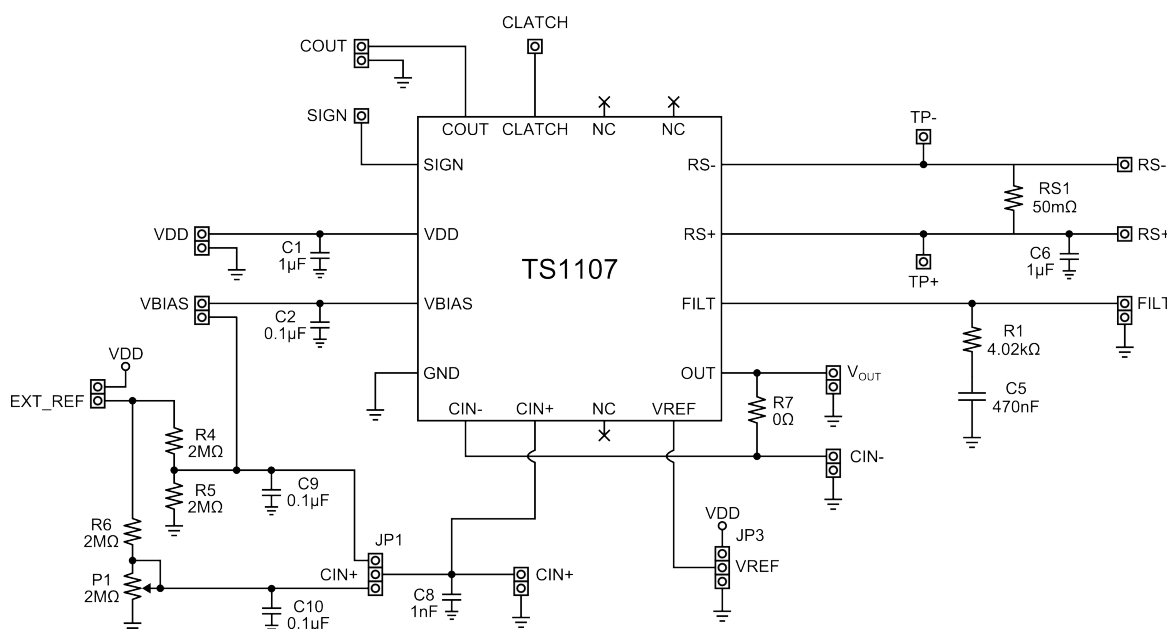 CLATCH
COUT
SIGN
COUT
CLATCH
NC
NC
TP-
SIGN
RS-
RS-
RS1
50mΩ
VDD
C1
1µF
VDD
TS1107
RS+
TP+
C6
1µF
RS+
VBIAS
C2
0.1µF
VBIAS
FILT
R1
4.02kΩ
FILT
VDD
EXT_REF
GND
OUT
VOUT
C5
470nF
R7
0Ω
CIN-
CIN+
NC
VREF
R4
2MΩ
CIN-
R5
2MΩ
C9
0.1µF
R6
2MΩ
JP1
VDD
JP3
CIN+
CIN+
VREF
P1
2MΩ
C10
0.1µF
C8
1nF